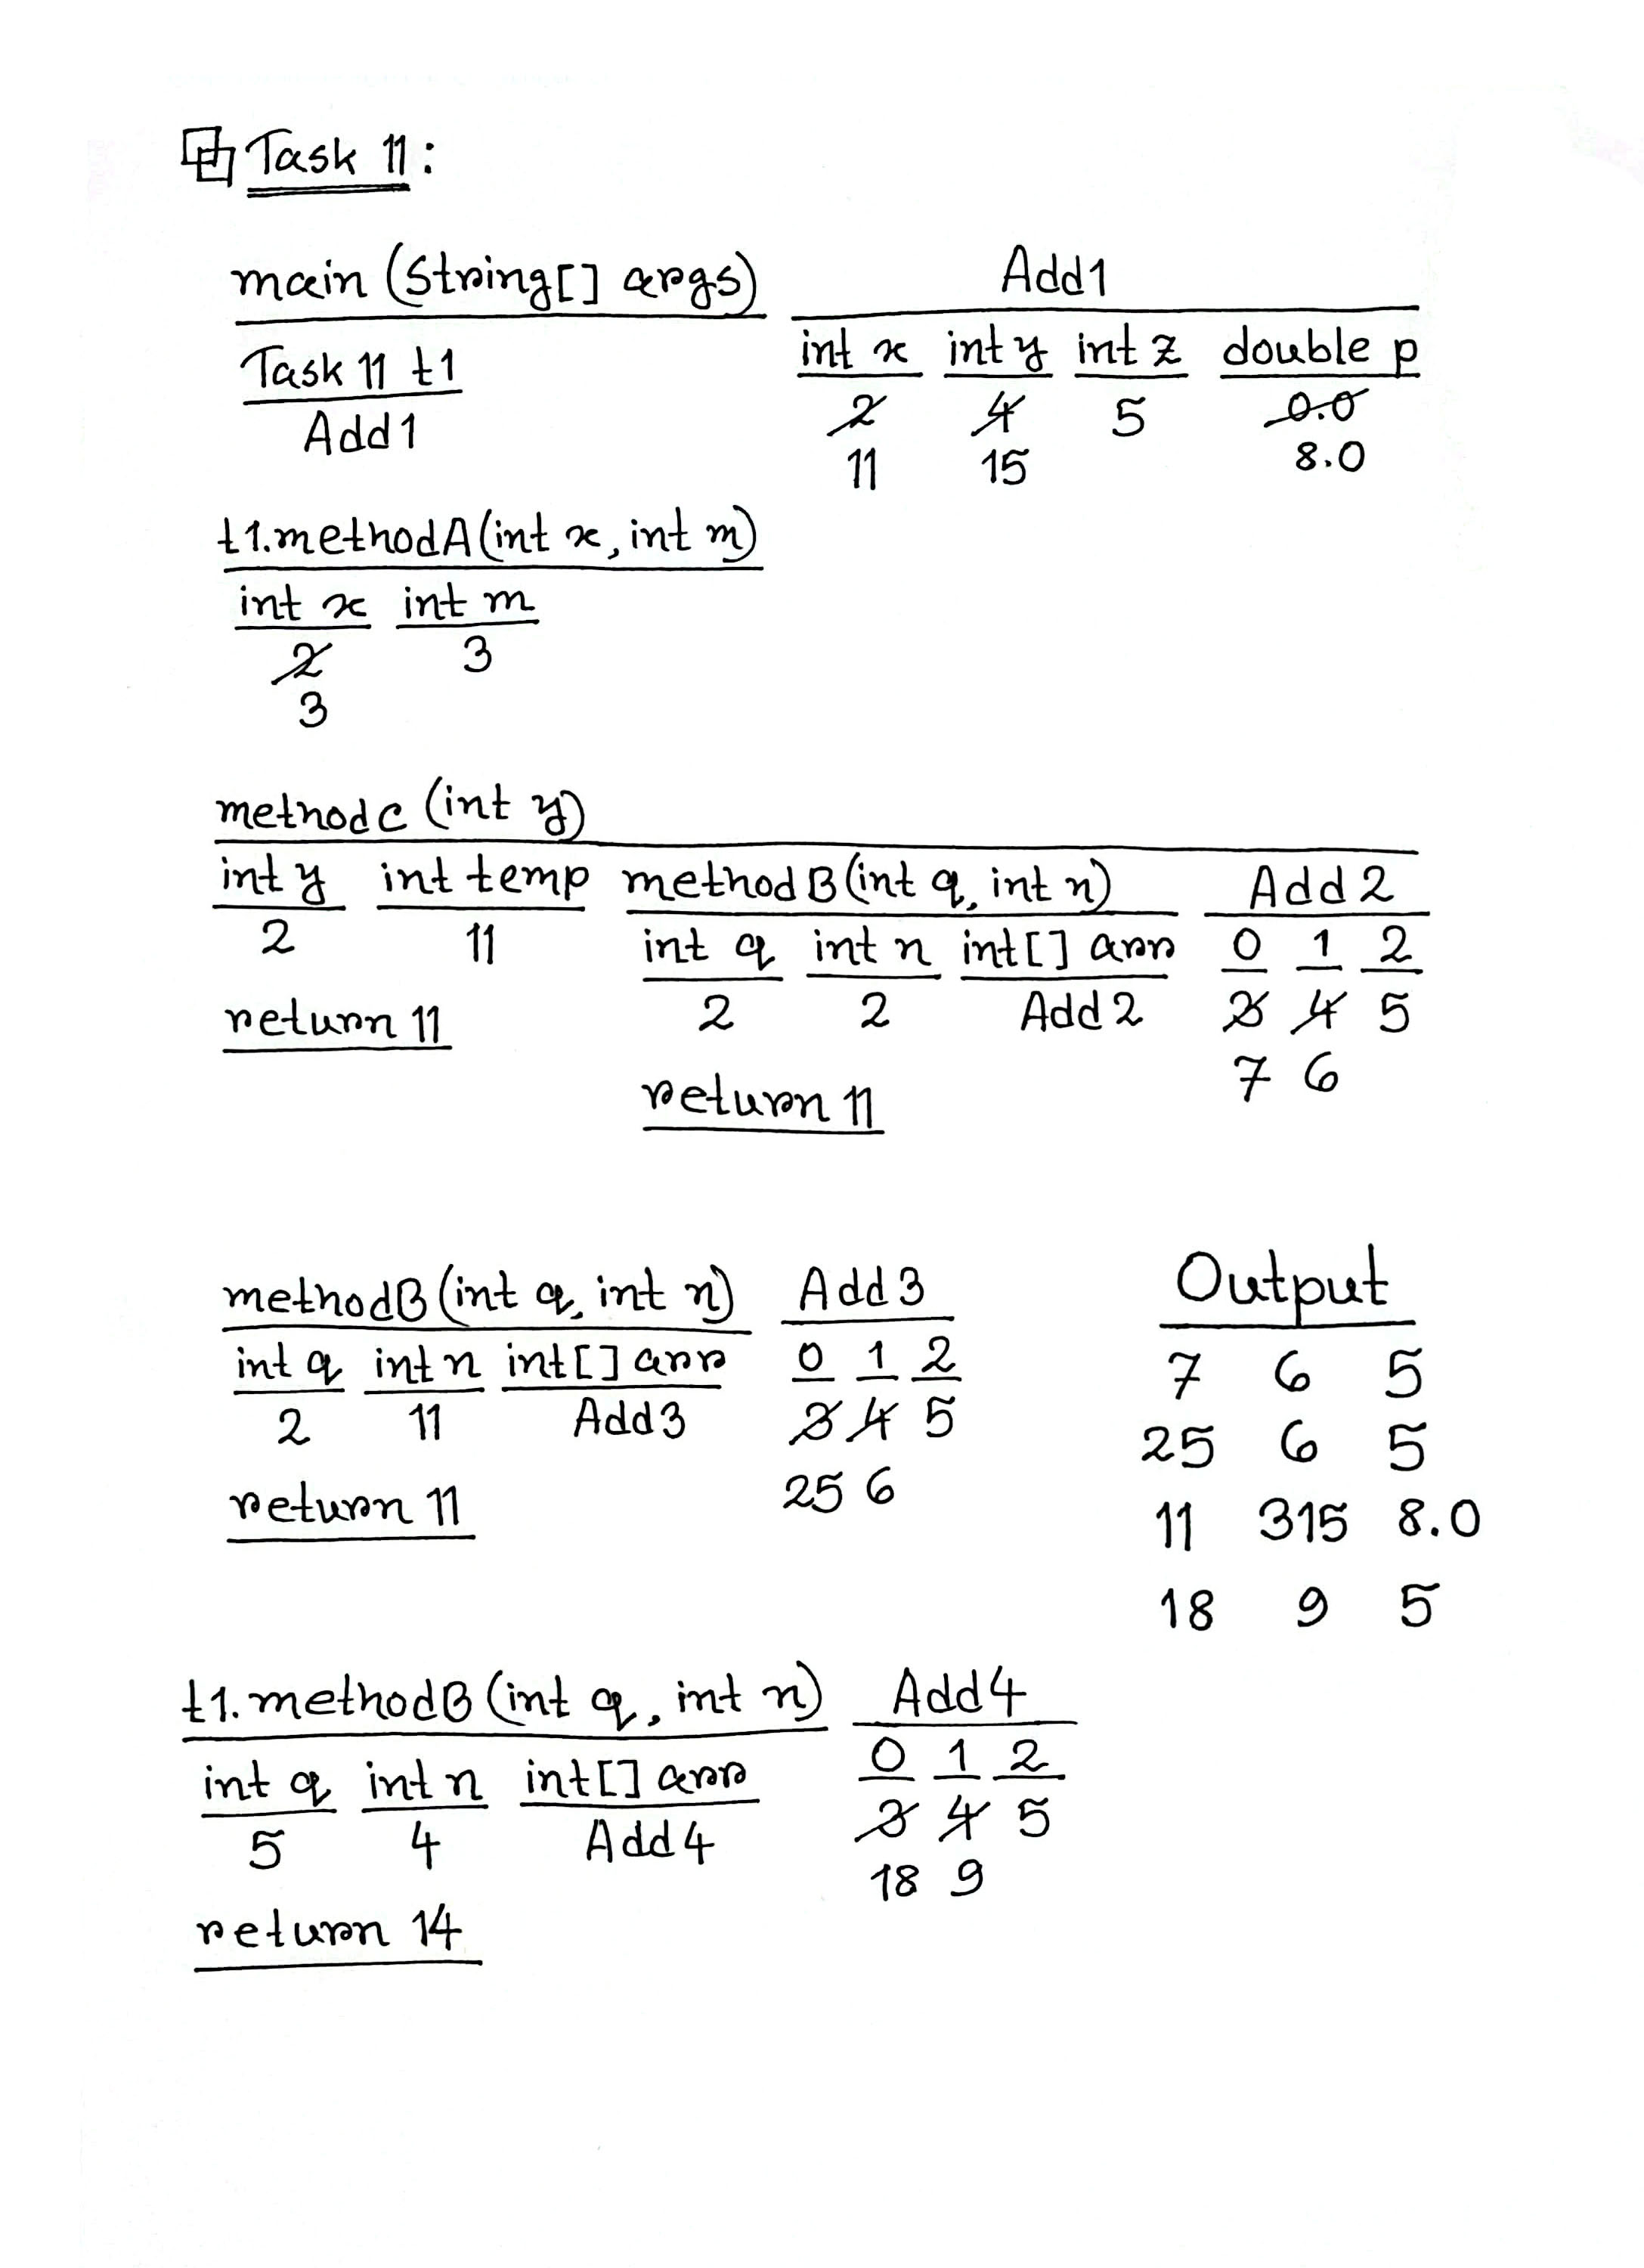 Task 11:
main (String[] args) Add1
Task 11 t1 int x int y int z double p
Add1 2 4 5 0.0
11 15 8.0
t1.methodA(int x, int m)
int x int m
2 3
3
methodC (int y)
int y int temp methodB(int q, int n) Add2
2 11 int q int n int[] arr 0 1 2
return 11 2 2 Add2 3 4 5
7 6
return 11
methodB(int q, int n) Add3
int q int n int[] arr 0 1 2
2 11 Add3 3 4 5
25 6
return 11
Output
7 6 5
25 6 5
11 315 8.0
18 9 5
t1.methodB(int q, int n) Add4
int q int n int[] arr 0 1 2
5 4 Add4 3 4 5
18 9
return 14